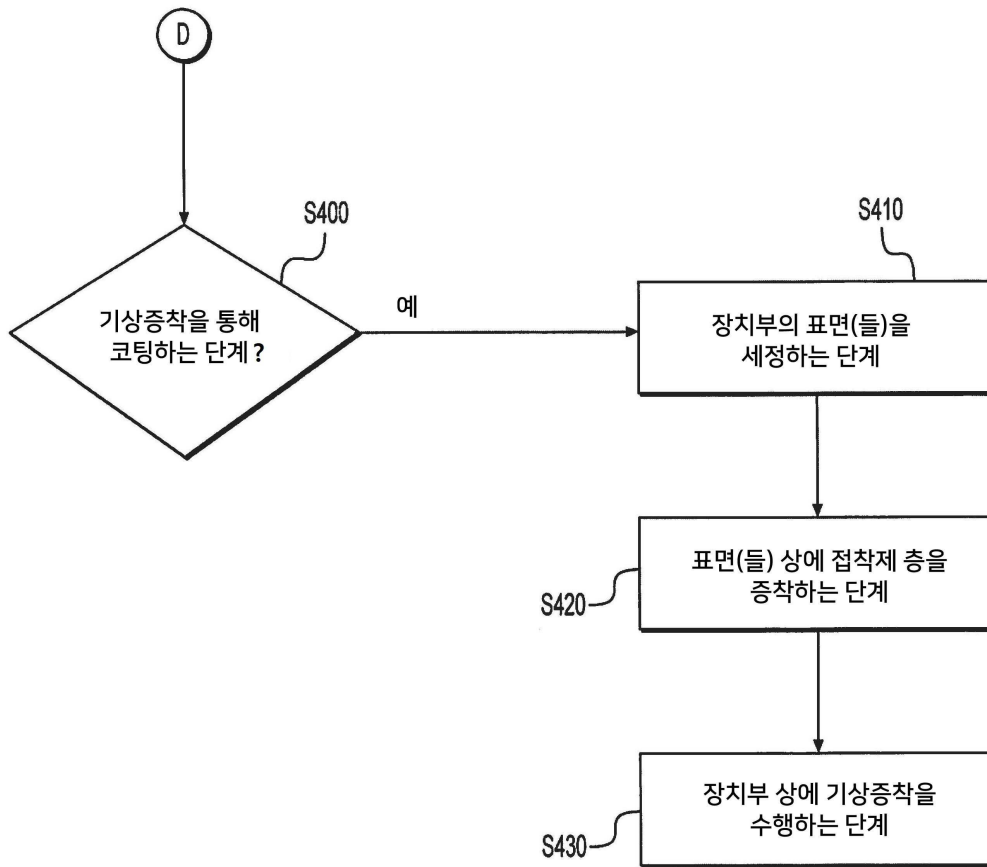 D
S400
S410
기상증착을 통해
코팅하는 단계?
예
장치부의 표면(들)을
세정하는 단계
표면(들) 상에 접착제 층을
증착하는 단계
S420
장치부 상에 기상증착을
수행하는 단계
S430